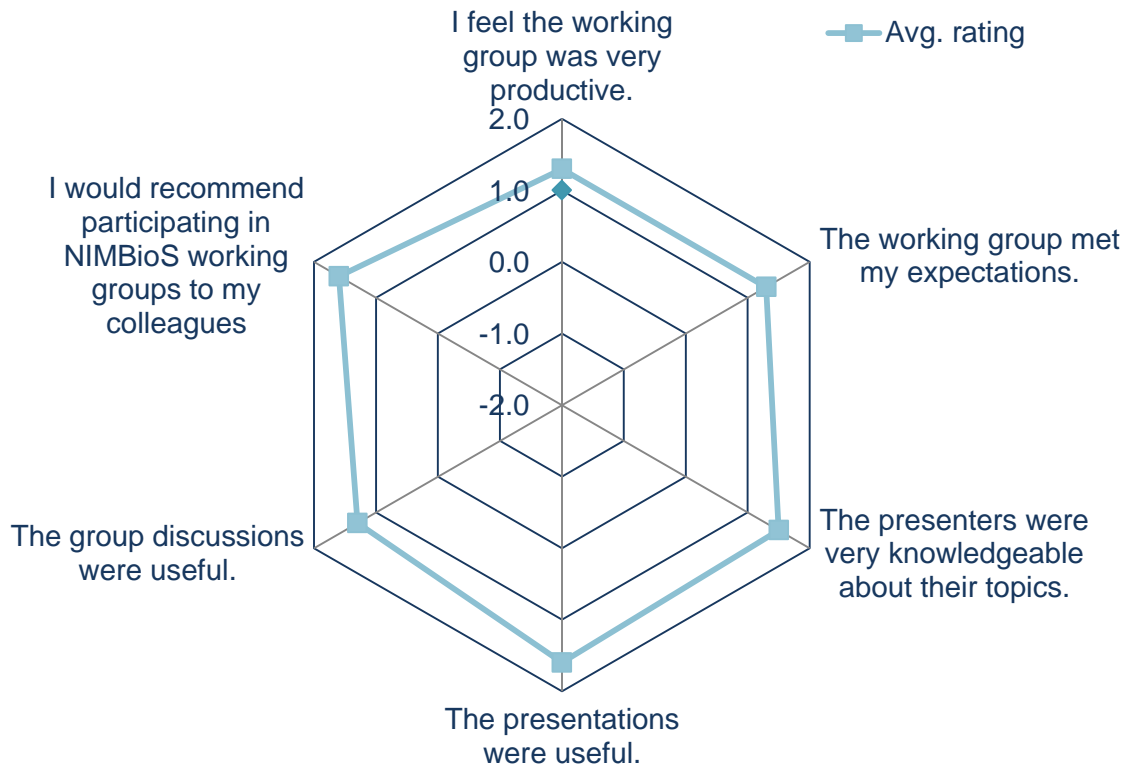 I feel the working
group was very
productive.
Avg. rating
2.0
1.0
0.0
-1.0
-2.0
The working group met
my expectations.
The presenters were
very knowledgeable
about their topics.
The presentations
were useful.
The group discussions
were useful.
I would recommend
participating in
NIMBioS working
groups to my
colleagues